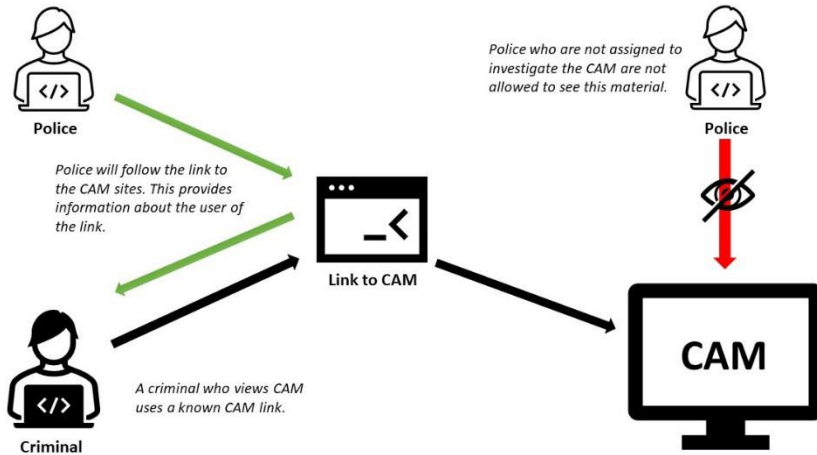 Police
Police who are not assigned to
investigate the CAM are not
allowed to see this material.
Police
Police will follow the link to
the CAM sites. This provides
information about the user of
the link.
Link to CAM
CAM
A criminal who views CAM
uses a known CAM link.
Criminal